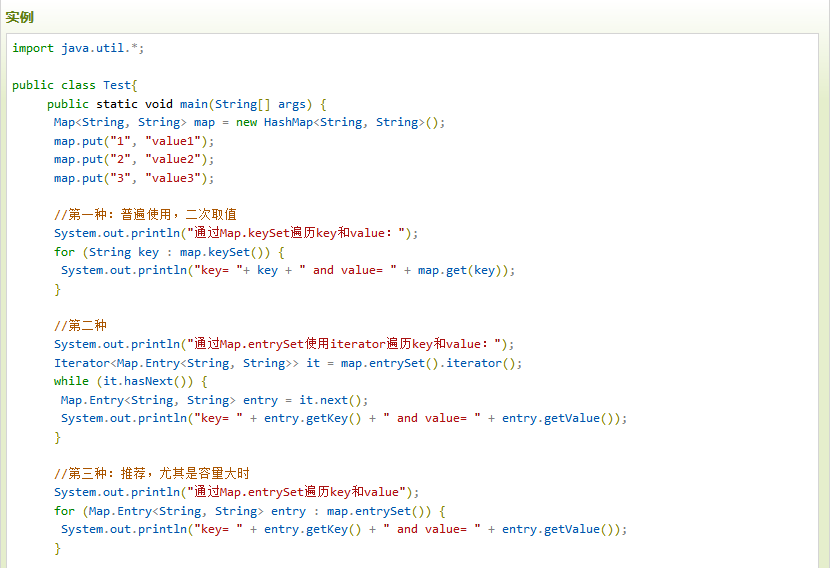 实例
import java.util.*;
public class Test{
public static void main(String[] args) {
Map<String, String> map = new HashMap<String, String>();
map.put("1", "value1");
map.put("2", "value2");
map.put("3", "value3");
//第一种：普遍使用，二次取值
System.out.println("通过Map.keySet遍历key和value：");
for (String key : map.keySet()) {
System.out.println("key= "+ key + " and value= " + map.get(key));
}
//第二种
System.out.println("通过Map.entrySet使用iterator遍历key和value：");
Iterator<Map.Entry<String, String>> it = map.entrySet().iterator();
while (it.hasNext()) {
Map.Entry<String, String> entry = it.next();
System.out.println("key= " + entry.getKey() + " and value= " + entry.getValue());
}
//第三种：推荐，尤其是容量大时
System.out.println("通过Map.entrySet遍历key和value");
for (Map.Entry<String, String> entry : map.entrySet()) {
System.out.println("key= " + entry.getKey() + " and value= " + entry.getValue());
}